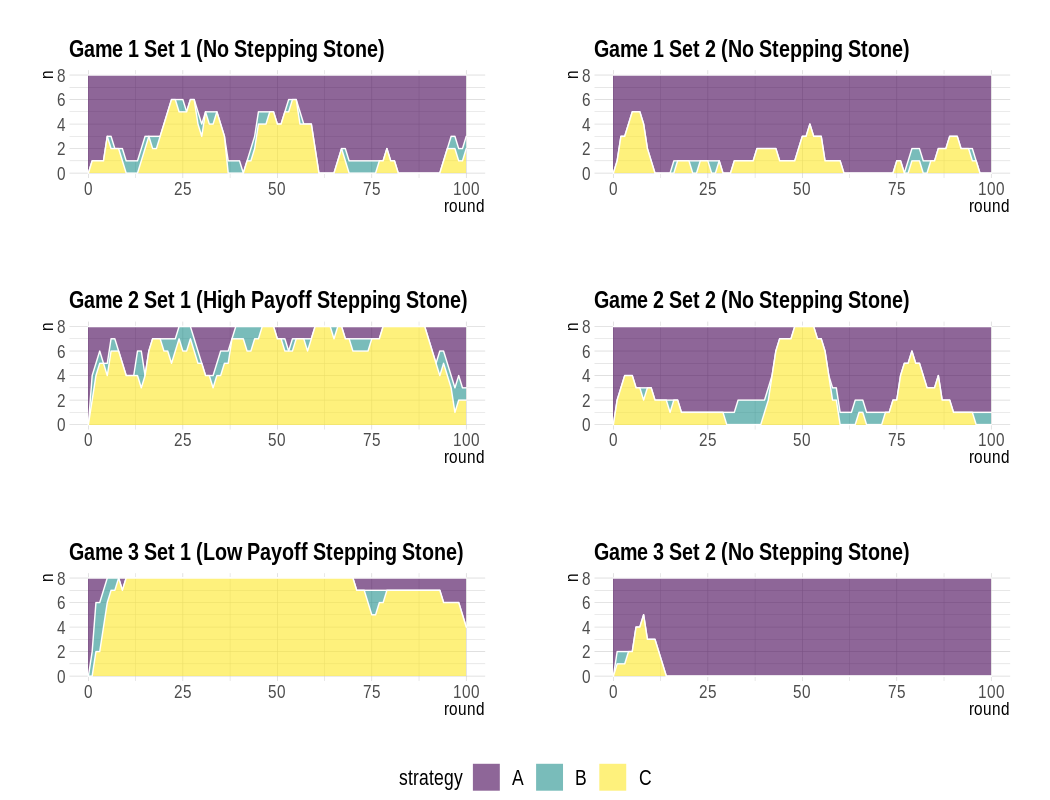 Game 1 Set 1 (No Stepping Stone)
n
8
6
4
2
0
0 25 50 75 100
round
Game 1 Set 2 (No Stepping Stone)
n
8
6
4
2
0
0 25 50 75 100
round
Game 2 Set 1 (High Payoff Stepping Stone)
n
8
6
4
2
0
0 25 50 75 100
round
Game 2 Set 2 (No Stepping Stone)
n
8
6
4
2
0
0 25 50 75 100
round
Game 3 Set 1 (Low Payoff Stepping Stone)
n
8
6
4
2
0
0 25 50 75 100
round
Game 3 Set 2 (No Stepping Stone)
n
8
6
4
2
0
0 25 50 75 100
round
strategy A B C